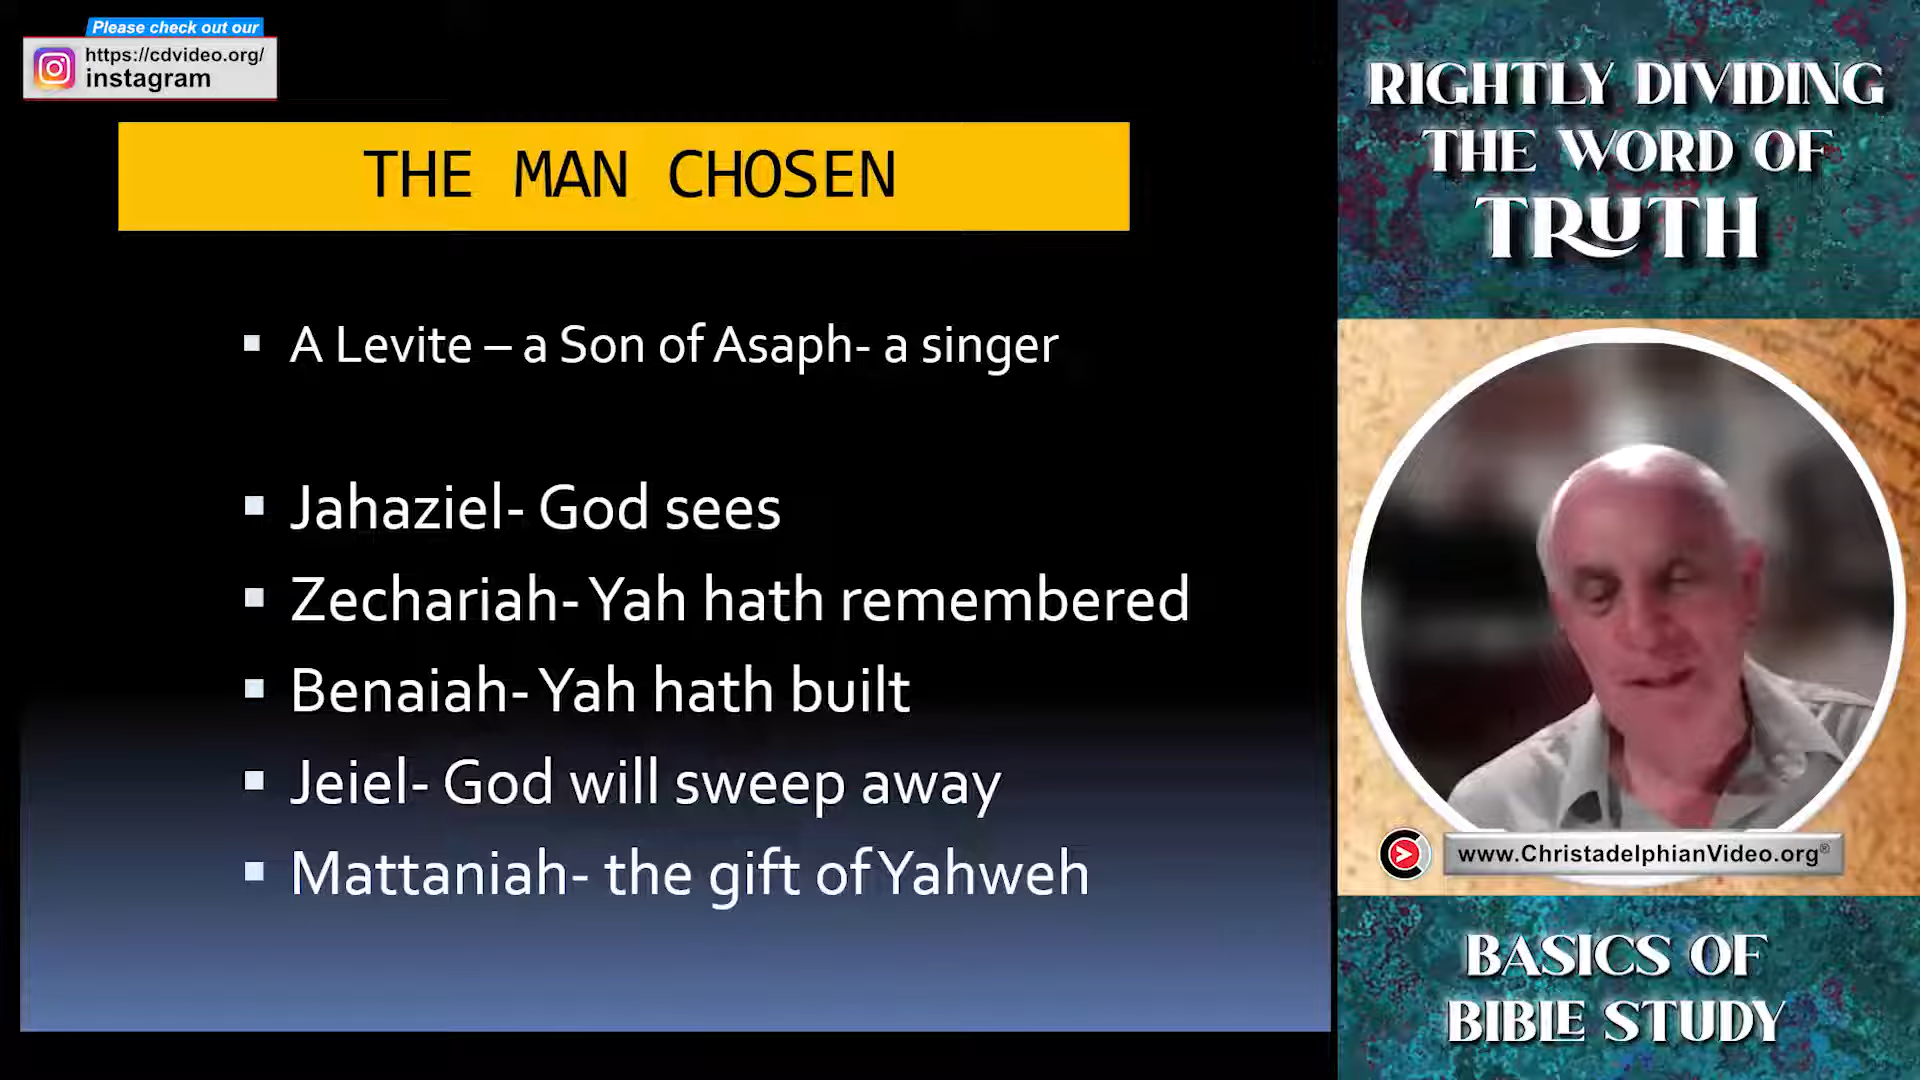 Please check out our
https://cdvideo.org/
instagram
THE MAN CHOSEN
A Levite – a Son of Asaph- a singer
Jahaziel- God sees
Zechariah- Yah hath remembered
Benaiah- Yah hath built
Jeiel- God will sweep away
Mattaniah- the gift of Yahweh
RIGHTLY DIVIDING
THE WORD OF
TRUTH
www.ChristadelphianVideo.org®
BASICS OF
BIBLE STUDY